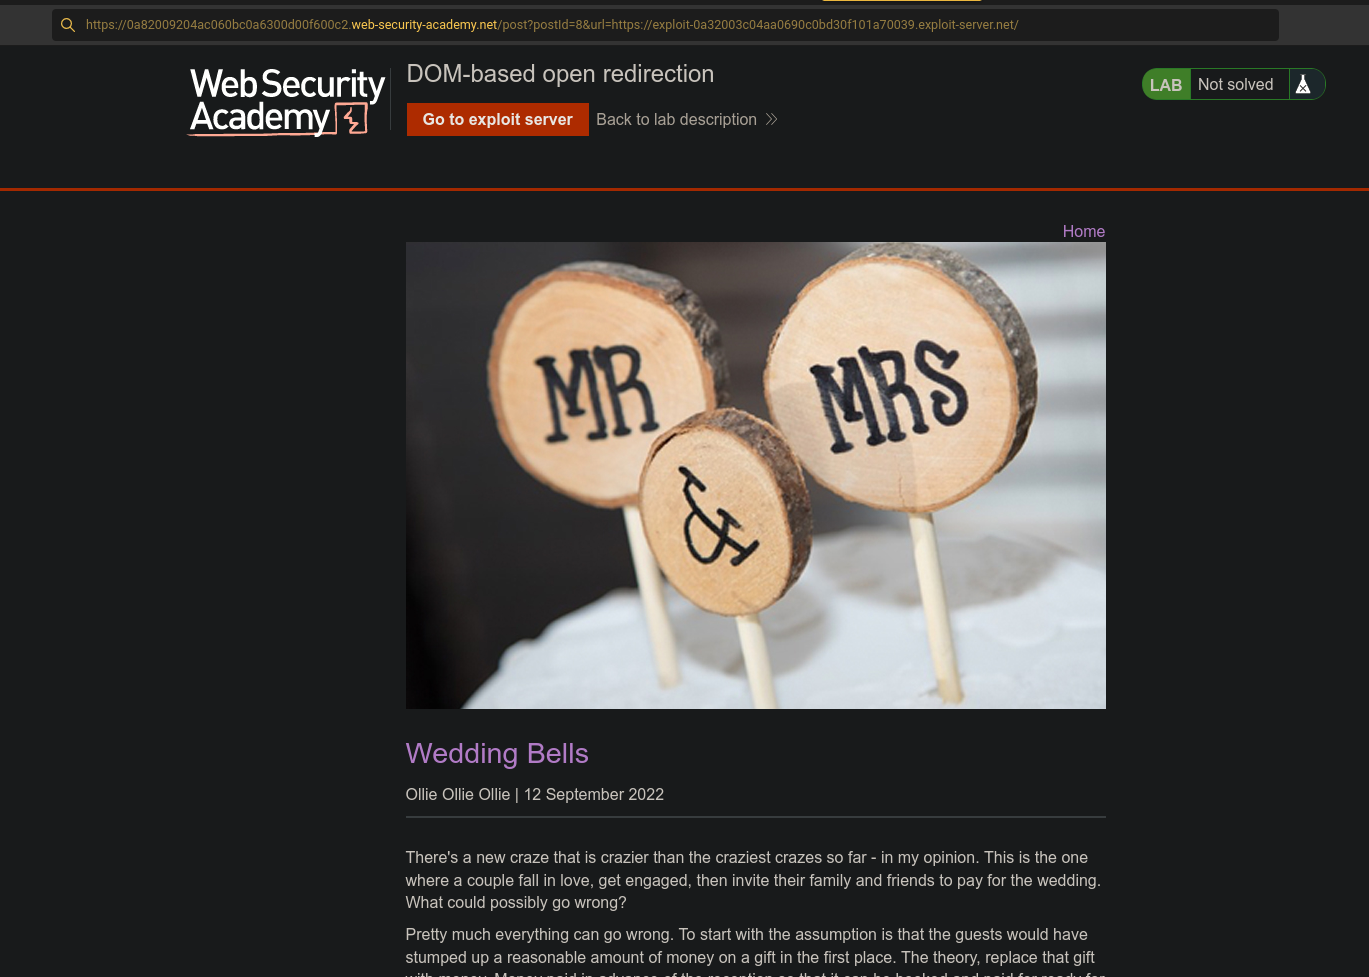 https://0a82009204ac060bc0a6300d00f600c2.web-security-academy.net/post?postId=8&url=https://exploit-0a32003c04aa0690c0bd30f101a70039.exploit-server.net/
WebSecurity
Academy
DOM-based open redirection
Go to exploit server
Back to lab description
LAB
Not solved
Home
MR
&
MRS
Wedding Bells
Ollie Ollie Ollie | 12 September 2022
There's a new craze that is crazier than the craziest crazes so far - in my opinion. This is the one
where a couple fall in love, get engaged, then invite their family and friends to pay for the wedding.
What could possibly go wrong?
Pretty much everything can go wrong. To start with the assumption is that the guests would have
stumped up a reasonable amount of money on a gift in the first place. The theory, replace that gift